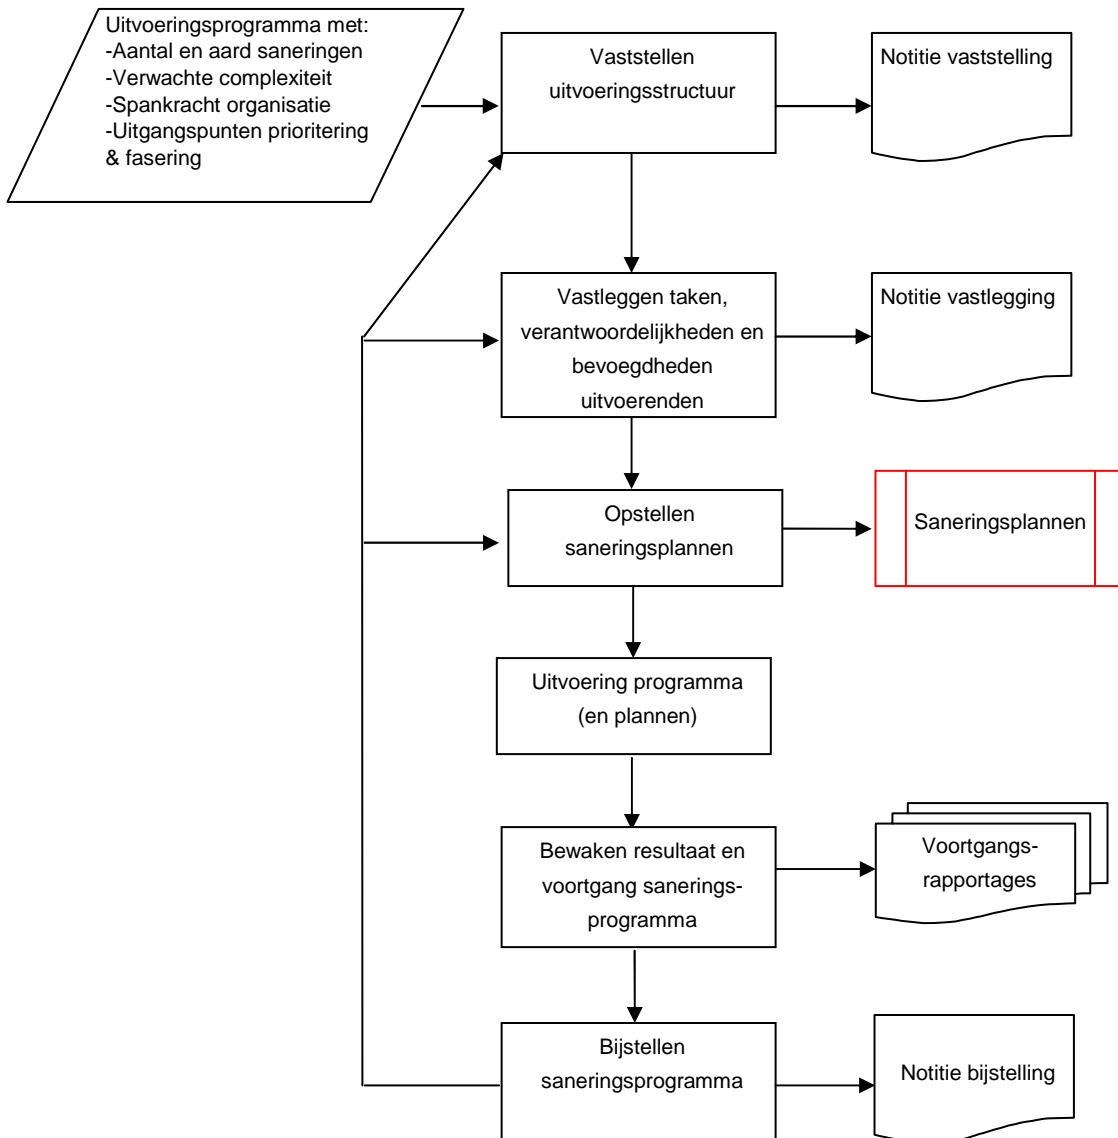 Uitvoeringsprogramma met:
-Aantal en aard saneringen
-Verwachte complexiteit
-Spankracht organisatie
-Uitgangspunten prioritering
& fasering
Vaststellen
uitvoeringsstructuur
Notitie vaststelling
Vastleggen taken,
verantwoordelijkheden en
bevoegdheden
uitvoerenden
Notitie vastlegging
Opstellen
saneringsplannen
Saneringsplannen
Uitvoering programma
(en plannen)
Bewaken resultaat en
voortgang sanerings-
programma
Voortgangs-
rapportages
Bijstellen
saneringsprogramma
Notitie bijstelling